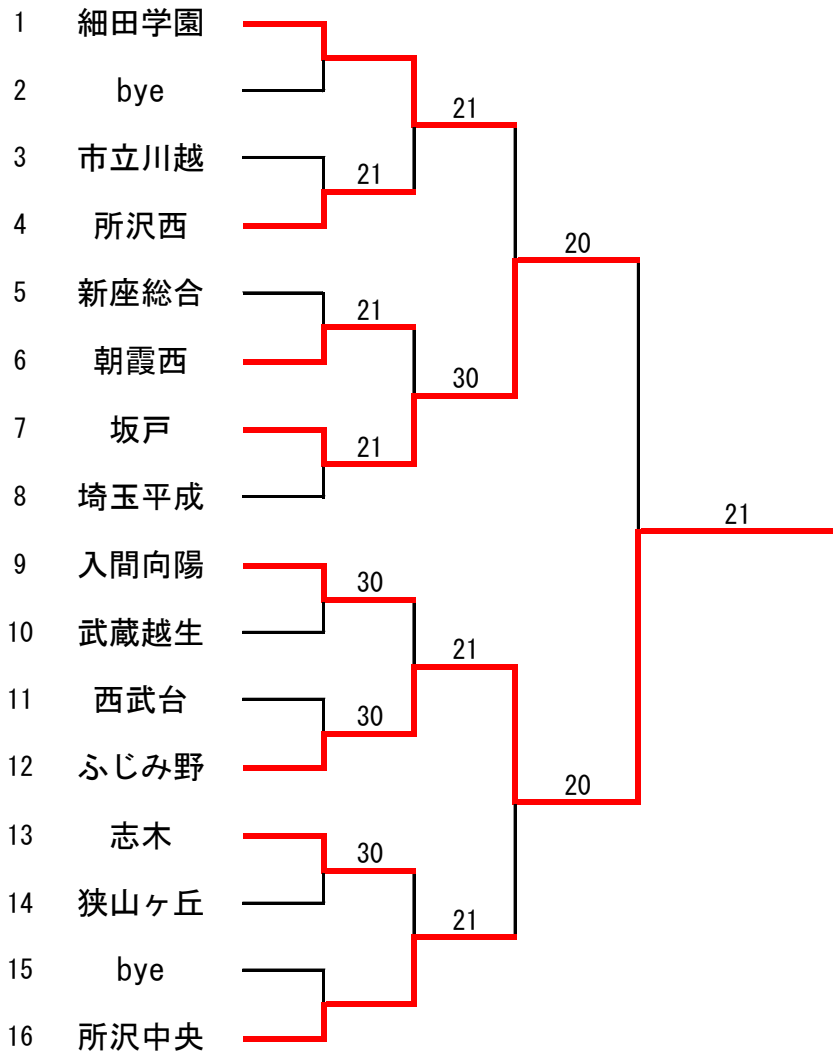 1 細田学園
2 bye
21
3 市立川越
21
4 所沢西
20
5 新座総合
21
6 朝霞西
30
7 坂戸
21
8 埼玉平成
21
9 入間向陽
30
10 武蔵越生
21
11 西武台
30
12 ふじみ野
20
13 志木
30
14 狭山ヶ丘
21
15 bye
16 所沢中央